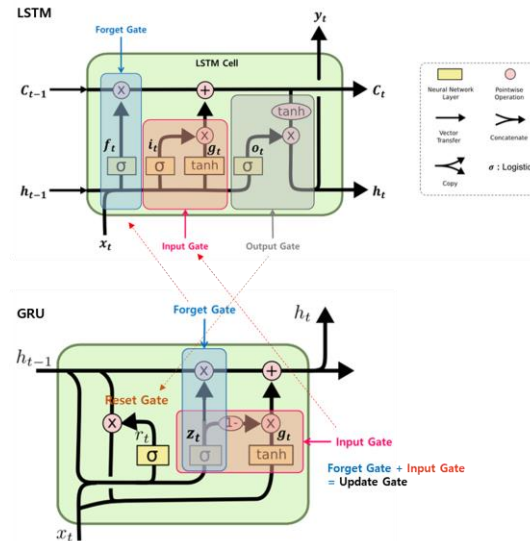 LSTM
y_t
Forget Gate
LSTM Cell
C_{t-1}
x
+
C_t
tanh
f_t
i_t
x
g_t
o_t
x
σ
σ
tanh
σ
h_{t-1}
h_t
x_t
Input Gate
Output Gate
Neural Network Layer
Pointwise Operation
Vector Transfer
Concatenate
Copy
σ : Logistic
GRU
Forget Gate
h_t
h_{t-1}
x
+
Reset Gate
x
r_t
z_t
1-
x
g_t
σ
σ
tanh
Input Gate
Forget Gate + Input Gate
= Update Gate
x_t